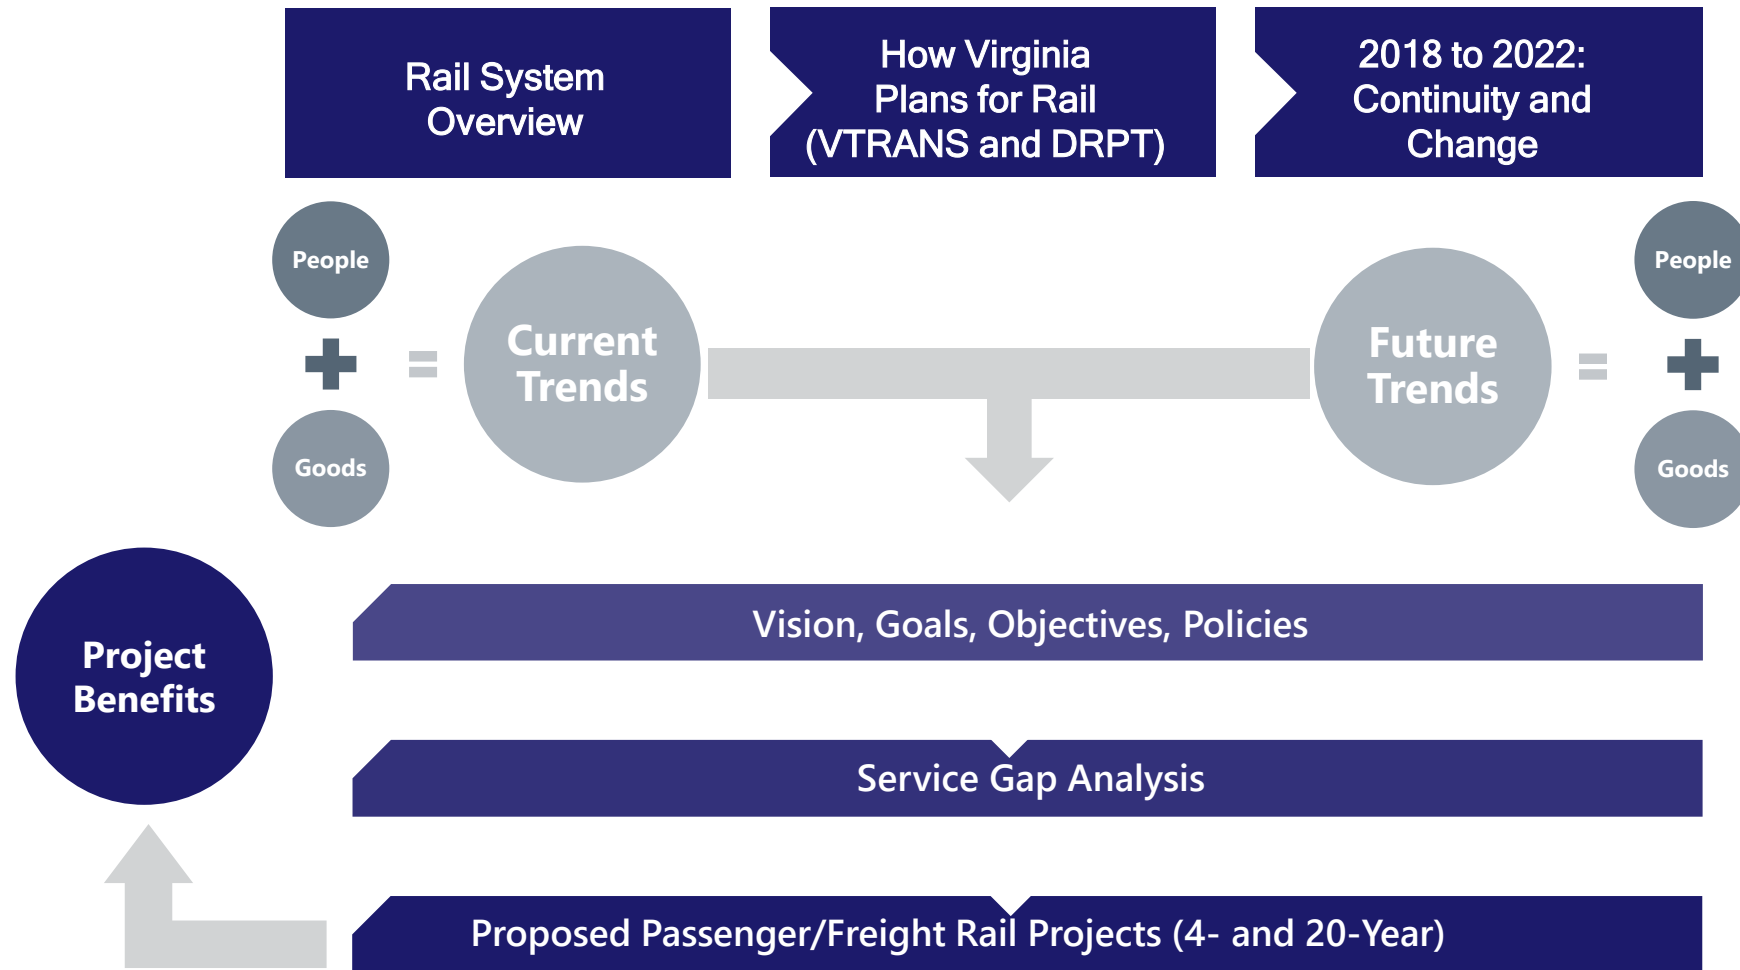 Rail System
Overview
How Virginia
Plans for Rail
(VTRANS and DRPT)
2018 to 2022:
Continuity and
Change
People
+
Goods
=
Current
Trends
Future
Trends
=
People
+
Goods
Project
Benefits
Vision, Goals, Objectives, Policies
Service Gap Analysis
Proposed Passenger/Freight Rail Projects (4- and 20-Year)